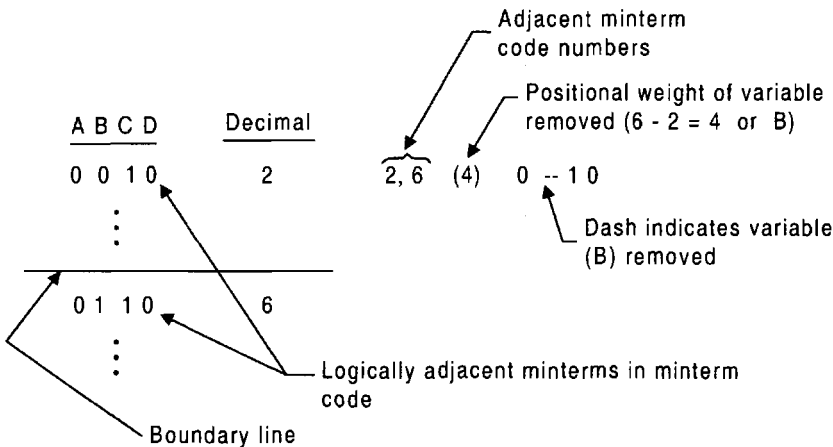 Adjacent minterm
code numbers
Positional weight of variable
removed (6 - 2 = 4 or B)
A B C D Decimal
0 0 1 0 2 2, 6 (4) 0 -- 1 0
Dash indicates variable
(B) removed
0 1 1 0 6
Logically adjacent minterms in minterm
code
Boundary line